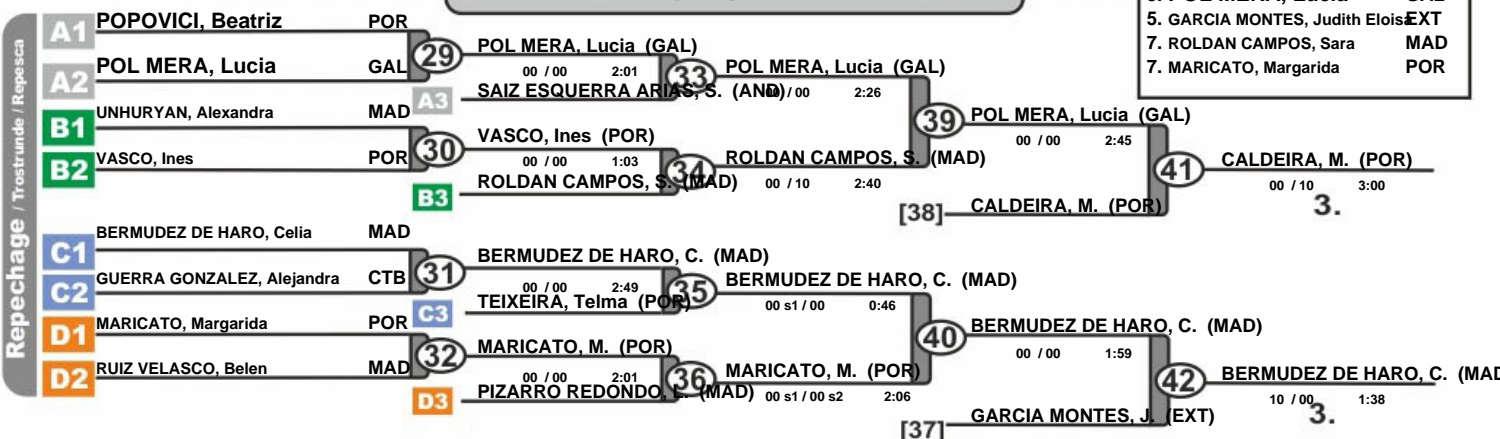 5. GARCIA MONTES, Judith Eloisa EXT
7. ROLDAN CAMPOS, Sara MAD
7. MARICATO, Margarida POR
Repechage / Trostrunde / Repesca
A1 POPOVICI, Beatriz POR
A2 POL MERA, Lucia GAL
B1 UNHURYAN, Alexandra MAD
B2 VASCO, Ines POR
C1 BERMUDEZ DE HARO, Celia MAD
C2 GUERRA GONZALEZ, Alejandra CTB
D1 MARICATO, Margarida POR
D2 RUIZ VELASCO, Belen MAD
29
POL MERA, Lucia (GAL)
00 / 00 2:01
A3 SAIZ ESQUERRA ARIAS, S. (AND)
30
VASCO, Ines (POR)
00 / 00 1:03
B3 ROLDAN CAMPOS, S. (MAD)
31
BERMUDEZ DE HARO, C. (MAD)
00 / 00 2:49
C3 TEIXEIRA, Telma (POR)
32
MARICATO, M. (POR)
00 / 00 2:01
D3 PIZARRO REDONDO, L. (MAD)
33
POL MERA, Lucia (GAL)
/ 00 2:26
34
ROLDAN CAMPOS, S. (MAD)
00 / 10 2:40
35
BERMUDEZ DE HARO, C. (MAD)
00 s1 / 00 0:46
36
MARICATO, M. (POR)
00 s1 / 00 s2 2:06
39
POL MERA, Lucia (GAL)
00 / 00 2:45
[38] CALDEIRA, M. (POR)
40
BERMUDEZ DE HARO, C. (MAD)
00 / 00 1:59
[37] GARCIA MONTES, J. (EXT)
41
CALDEIRA, M. (POR)
00 / 10 3:00
3.
42
BERMUDEZ DE HARO, C. (MAD
10 / 00 1:38
3.